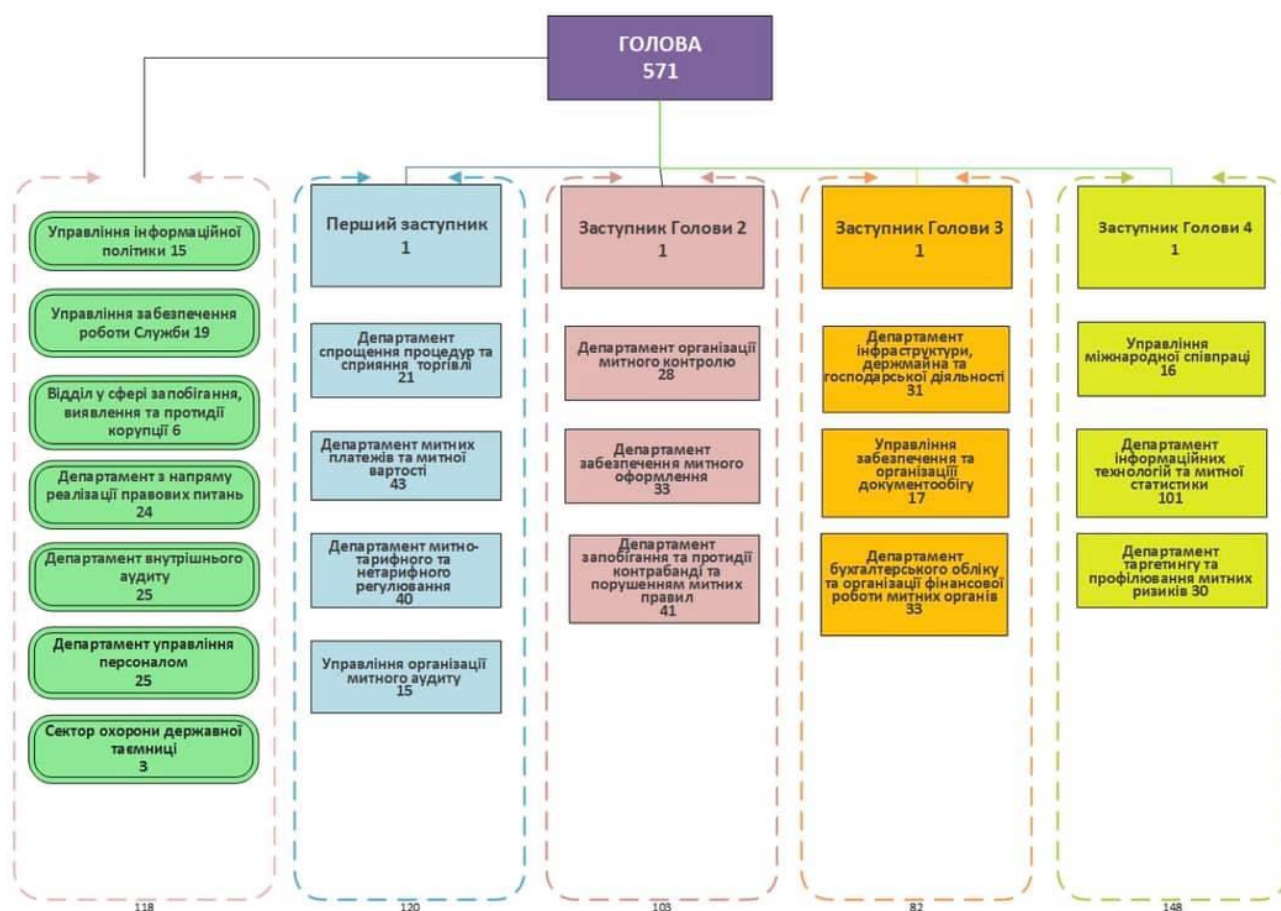 ГОЛОВА
571
Управління інформаційної
політики 15
Управління забезпечення
роботи Служби 19
Відділ у сфері запобігання,
виявлення та протидії
корупції 6
Департамент з напряму
реалізації правових питань
24
Департамент внутрішнього
аудиту
25
Департамент управління
персоналом
25
Сектор охорони державної
таємниці
3
118
Перший заступник
1
Департамент
спрощення процедур та
сприяння торгівлі
21
Департамент митних
платежів та митної
вартості
43
Департамент митно-
тарифного та
нетарифного
регулювання
40
Управління організації
митного аудиту
15
120
Заступник Голови 2
1
Департамент організації
митного контролю
28
Департамент
забезпечення митного
оформлення
33
Департамент
запобігання та протидії
контрабанді та
порушенням митних
правил
41
103
Заступник Голови 3
1
Департамент
інфраструктури,
держмайна та
господарської діяльності
31
Управління
забезпечення та
організаціїї
документообігу
17
Департамент
бухгалтерського обліку
та організації фінансової
роботи митних органів
33
82
Заступник Голови 4
1
Управління
міжнародної співпраці
16
Департамент
інформаційних
технологій та митної
статистики
101
Департамент
таргетингу та
профілювання митних
ризиків 30
148